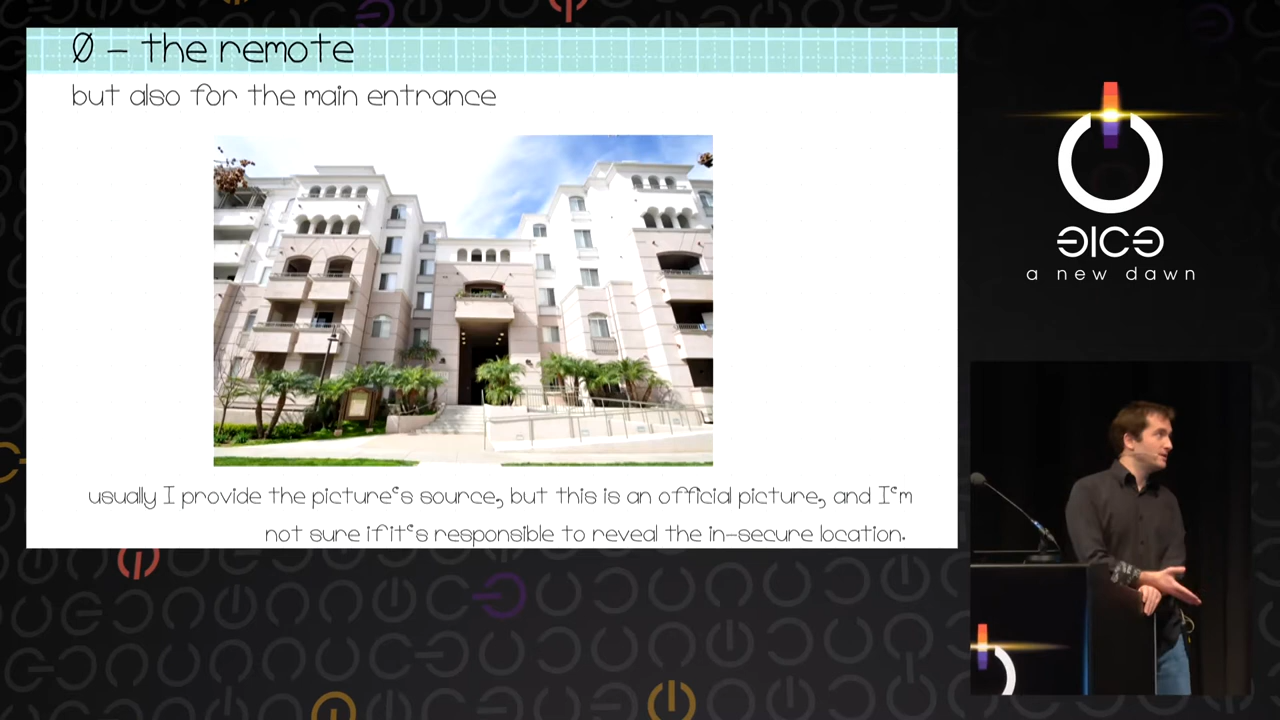 Ø - the remote
but also for the main entrance
usually I provide the picture's source, but this is an official picture, and I'm
not sure if it's responsible to reveal the in-secure location.
a new dawn